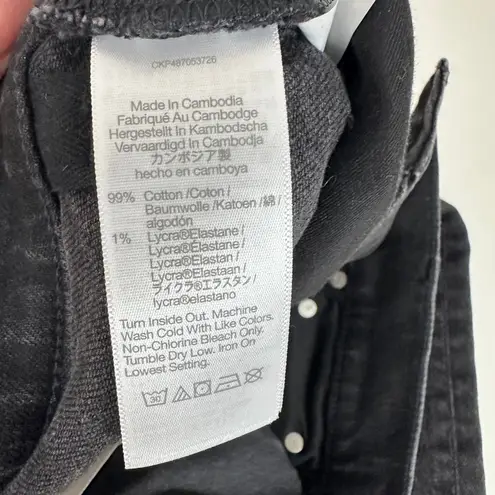 CKP487053726
Made In Cambodia
Fabriqué Au Cambodge
Hergestellt In Kambodscha
Vervaardigd In Cambodja
カンボジア製
hecho en camboya
99% Cotton /Coton /
Baumwolle /Katoen /綿 /
algodón
1% Lycra®Elastane /
Lycra®Elasthanne /
Lycra®Elastan /
Lycra®Elastaan /
ライクラ®エラスタン /
lycra®elastano
Turn Inside Out. Machine
Wash Cold With Like Colors.
Non-Chlorine Bleach Only.
Tumble Dry Low. Iron On
Lowest Setting.
30